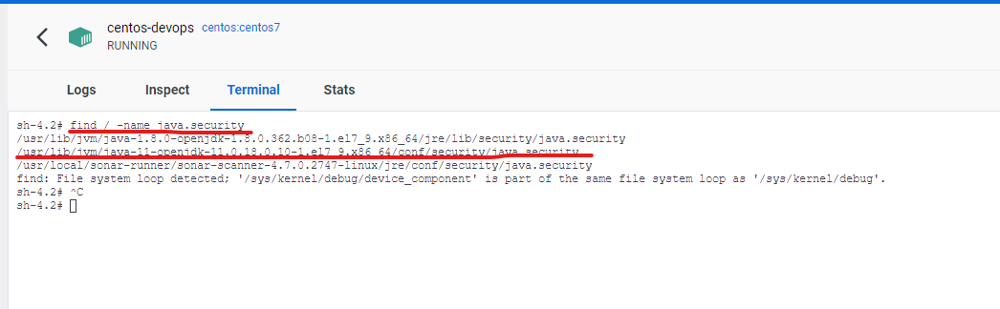 centos-devops centos:centos7
RUNNING
Logs Inspect Terminal Stats
sh-4.2# find / -name java.security
/usr/lib/jvm/java-1.8.0-openjdk-1.8.0.362.b08-1.el7_9.x86_64/jre/lib/security/java.security
/usr/lib/jvm/java-11-openjdk-11.0.18.0.10-1.el7_9.x86_64/conf/security/java.security
/usr/local/sonar-runner/sonar-scanner-4.7.0.2747-linux/jre/conf/security/java.security
find: File system loop detected; '/sys/kernel/debug/device_component' is part of the same file system loop as '/sys/kernel/debug'.
sh-4.2# ^C
sh-4.2#